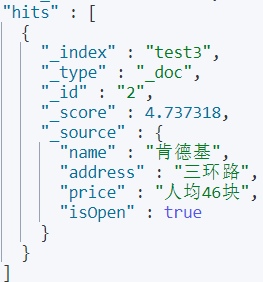 "hits" : [
{
"_index" : "test3",
"_type" : "_doc",
"_id" : "2",
"_score" : 4.737318,
"_source" : {
"name" : "肯德基",
"address" : "三环路",
"price" : "人均46块",
"isOpen" : true
}
}
]